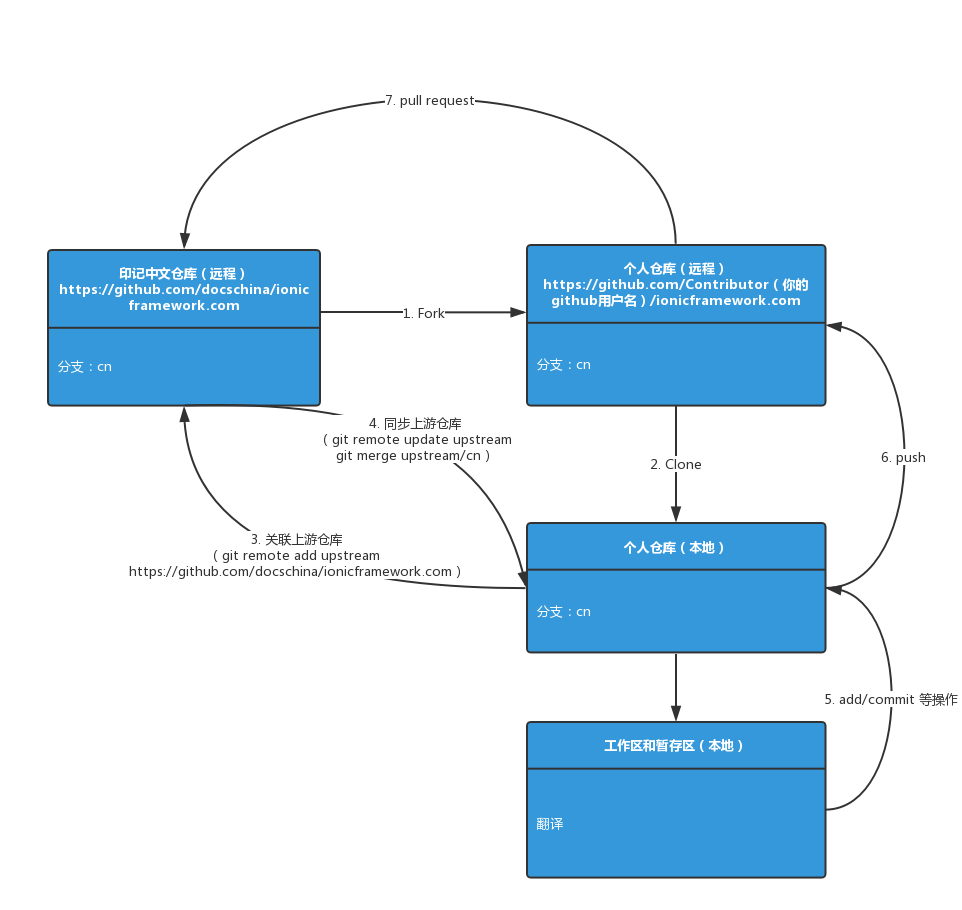 7. pull request
印记中文仓库（远程）
https://github.com/docschina/ionic
framework.com
分支：cn
1. Fork
个人仓库（远程）
https://github.com/Contributor（你的
github用户名）/ionicframework.com
分支：cn
4. 同步上游仓库
（git remote update upstream
git merge upstream/cn）
2. Clone
6. push
3. 关联上游仓库
（git remote add upstream
https://github.com/docschina/ionicframework.com）
个人仓库（本地）
分支：cn
5. add/commit 等操作
工作区和暂存区（本地）
翻译